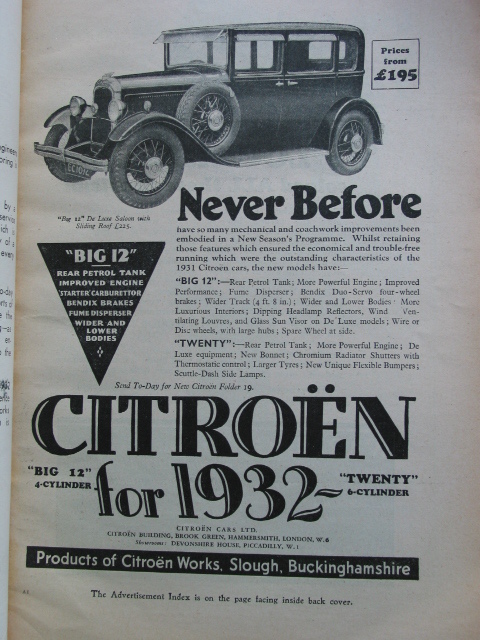 Prices
from
£195
"Big 12" De Luxe Saloon with
Sliding Roof £225.
Never Before
have so many mechanical and coachwork improvements been
embodied in a New Season's Programme. Whilst retaining
those features which ensured the economical and trouble-free
running which were the outstanding characteristics of the
1931 Citroën cars, the new models have:—
"BIG 12"
REAR PETROL TANK
IMPROVED ENGINE
STARTER CARBURETTOR
BENDIX BRAKES
FUME DISPERSER
WIDER AND
LOWER
BODIES
"BIG 12":—Rear Petrol Tank; More Powerful Engine; Improved
Performance; Fume Disperser; Bendix Duo-Servo four-wheel
brakes; Wider Track (4 ft. 8 in.); Wider and Lower Bodies More
Luxurious Interiors; Dipping Headlamp Reflectors, Wind Ven-
tilating Louvres, and Glass Sun Visor on De Luxe models; Wire or
Disc wheels, with large hubs; Spare Wheel at side.
"TWENTY":—Rear Petrol Tank; More Powerful Engine; De
Luxe equipment; New Bonnet; Chromium Radiator Shutters with
Thermostatic control; Larger Tyres; New Unique Flexible Bumpers;
Scuttle-Dash Side Lamps.
Send To-Day for New Citroën Folder 19.
CITROËN
"BIG 12"
4-CYLINDER
for 1932-
"TWENTY"
6-CYLINDER
CITROËN CARS LTD.
CITROËN BUILDING, BROOK GREEN, HAMMERSMITH, LONDON, W.6
Showrooms: DEVONSHIRE HOUSE, PICCADILLY, W.1
Products of Citroën Works, Slough, Buckinghamshire
The Advertisement Index is on the page facing inside back cover.